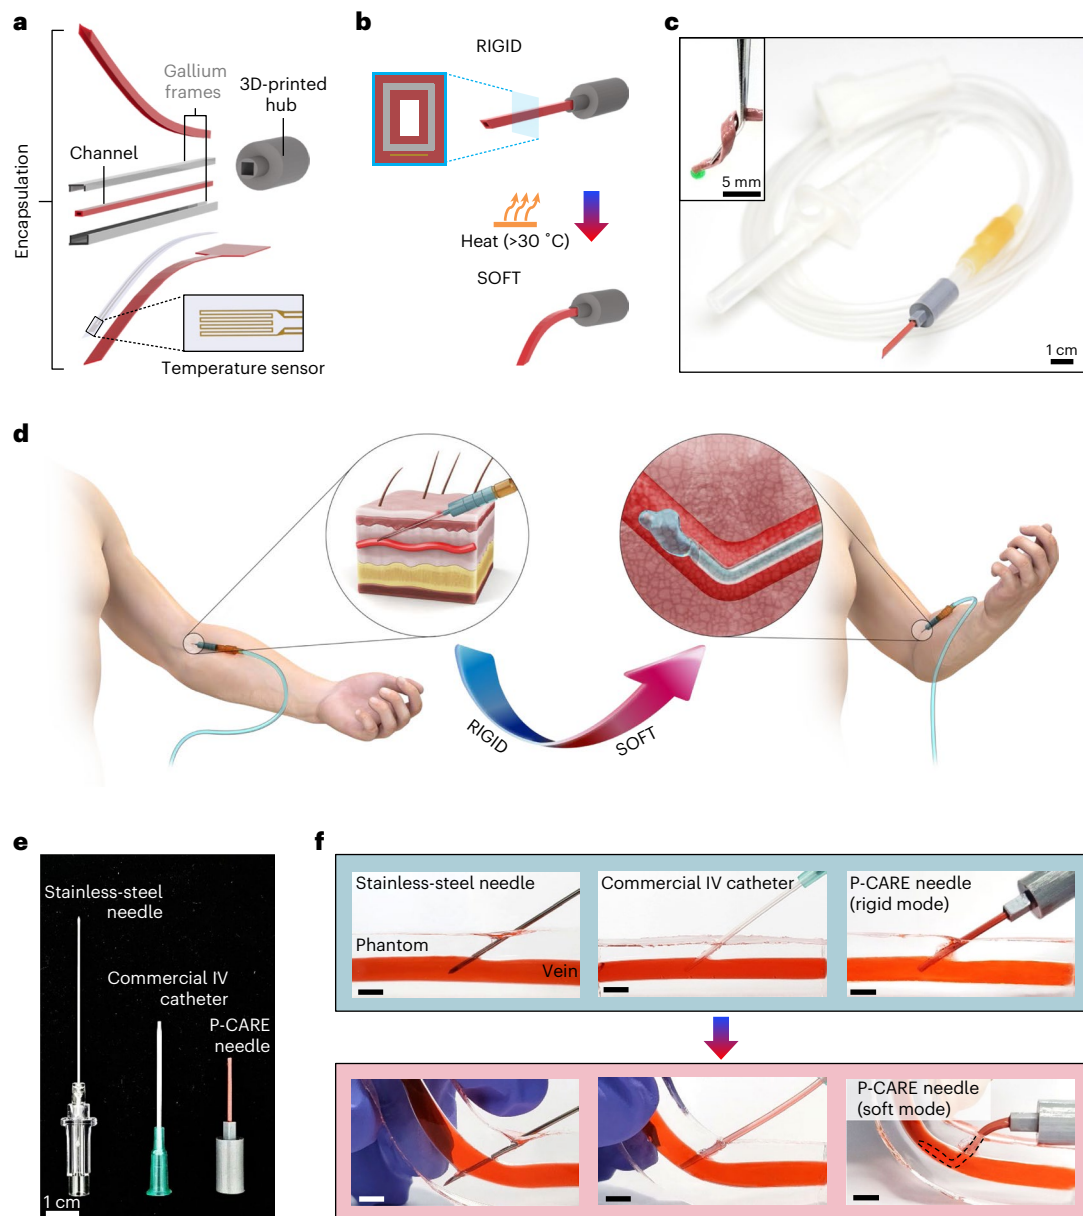 a
Encapsulation
Gallium
frames
3D-printed
hub
Channel
Temperature sensor
b
RIGID
Heat (>30 ˚C)
SOFT
c
5 mm
1 cm
d
RIGID
SOFT
e
Stainless-steel
needle
Commercial IV
catheter
P-CARE
needle
1 cm
f
Stainless-steel needle
Phantom
Vein
Commercial IV catheter
P-CARE needle
(rigid mode)
P-CARE needle
(soft mode)